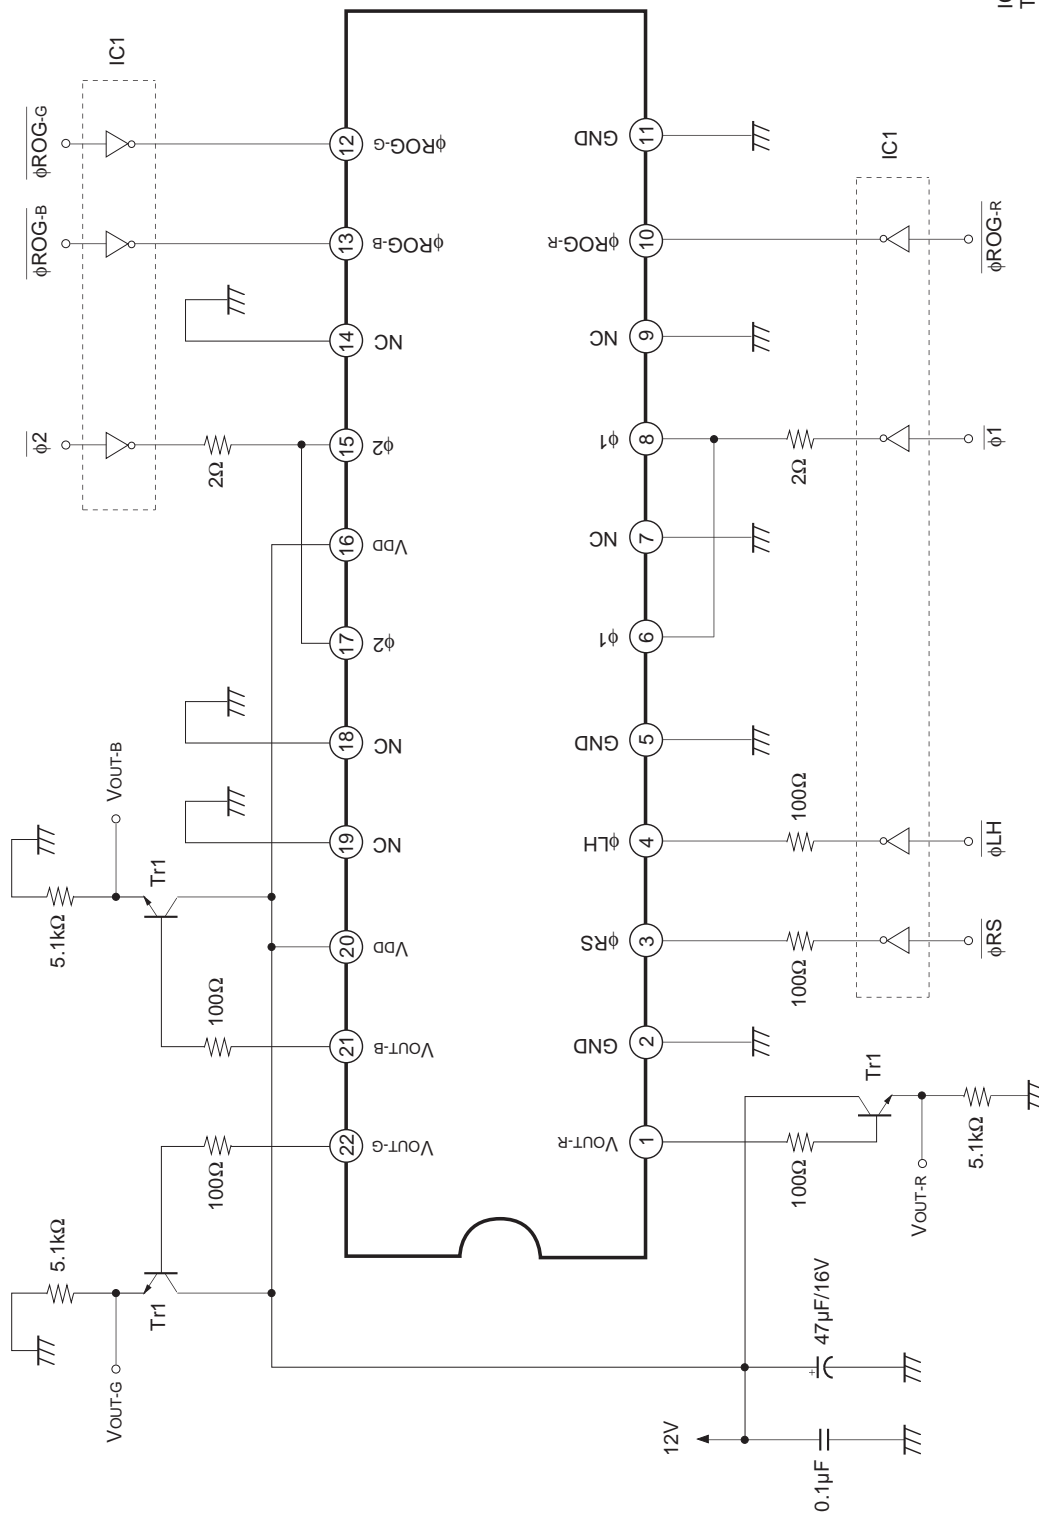 IC1
φROG-G
φROG-B
φ2
2Ω
VOUT-B
5.1kΩ
Tr1
100Ω
5.1kΩ
Tr1
100Ω
VOUT-G
12
φROG-G
13
φROG-B
14
NC
15
φ2
16
VDD
17
φ2
18
NC
19
NC
20
VDD
21
VOUT-B
22
VOUT-G
11
GND
10
φROG-R
9
NC
8
φ1
7
NC
6
φ1
5
GND
4
φLH
3
φRS
2
GND
1
VOUT-R
IC1
φROG-R
2Ω
φ1
100Ω
φLH
100Ω
φRS
Tr1
100Ω
VOUT-R
5.1kΩ
12V
0.1µF
+
47µF/16V